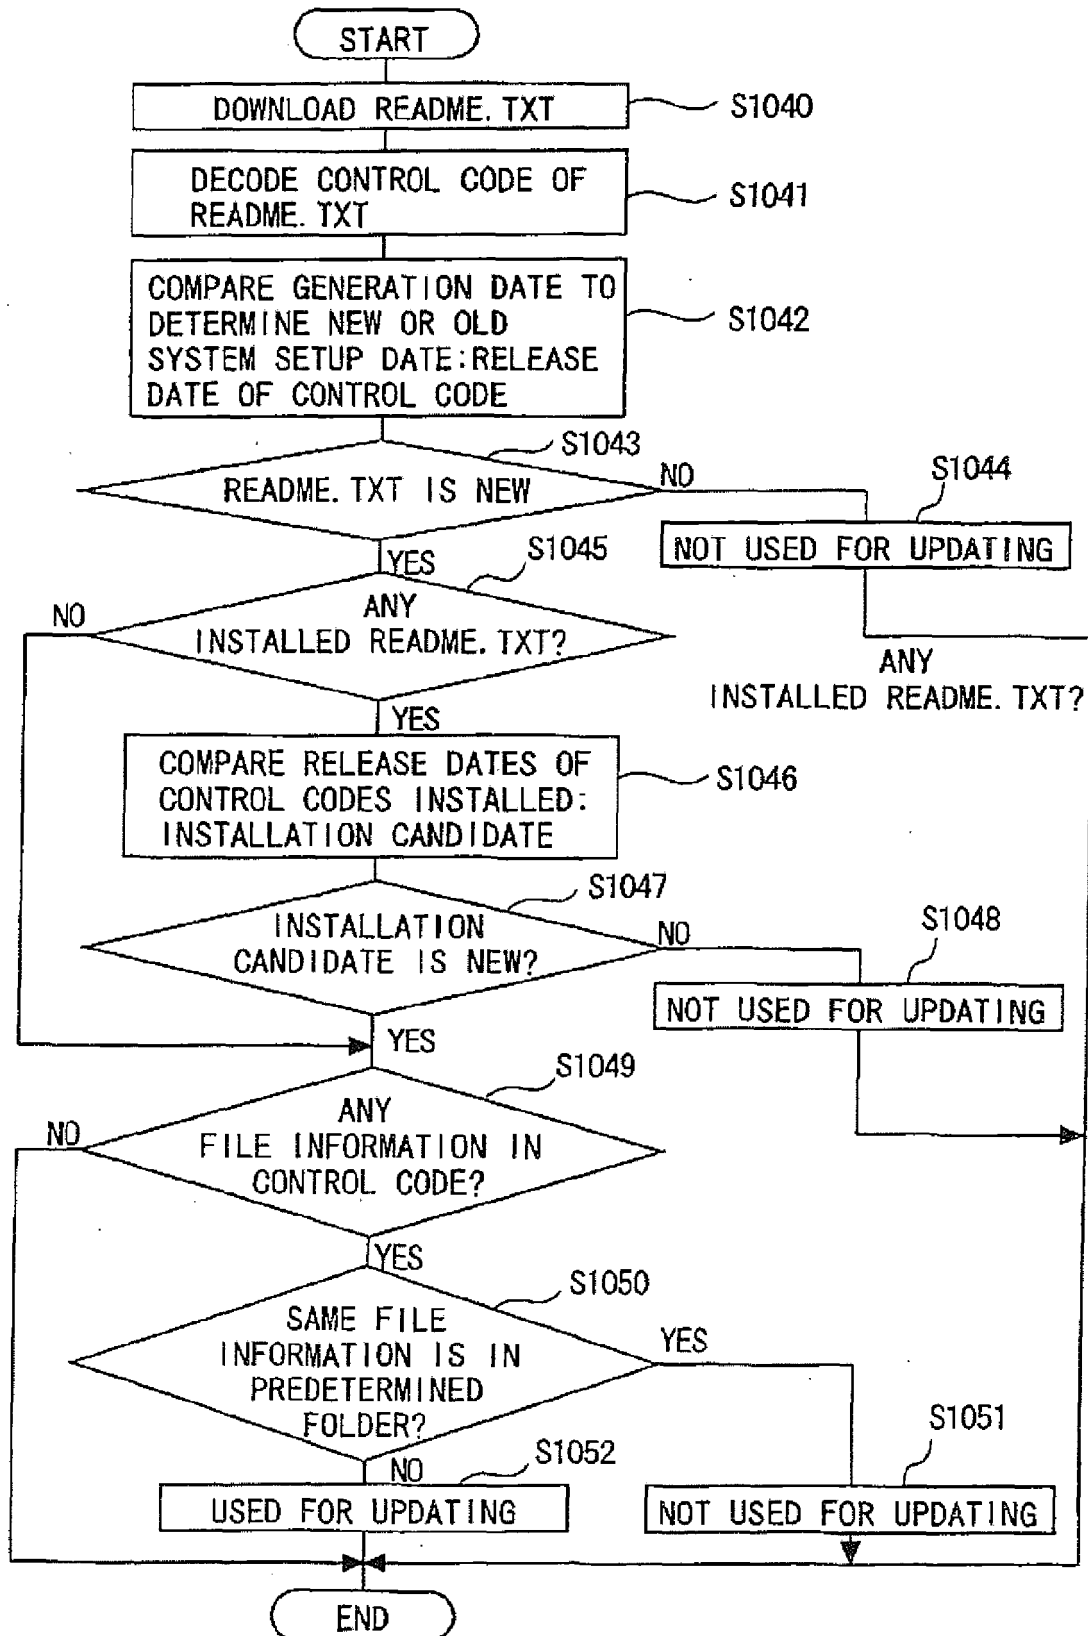 START
DOWNLOAD README.TXT
S1040
DECODE CONTROL CODE OF
README.TXT
S1041
COMPARE GENERATION DATE TO
DETERMINE NEW OR OLD
SYSTEM SETUP DATE:RELEASE
DATE OF CONTROL CODE
S1042
S1043
README.TXT IS NEW
NO
S1044
NOT USED FOR UPDATING
YES
S1045
NO
ANY
INSTALLED README.TXT?
ANY
INSTALLED README.TXT?
YES
COMPARE RELEASE DATES OF
CONTROL CODES INSTALLED:
INSTALLATION CANDIDATE
S1046
S1047
INSTALLATION
CANDIDATE IS NEW?
NO
S1048
NOT USED FOR UPDATING
YES
S1049
NO
ANY
FILE INFORMATION IN
CONTROL CODE?
YES
S1050
SAME FILE
INFORMATION IS IN
PREDETERMINED
FOLDER?
YES
S1051
NOT USED FOR UPDATING
NO
S1052
USED FOR UPDATING
END